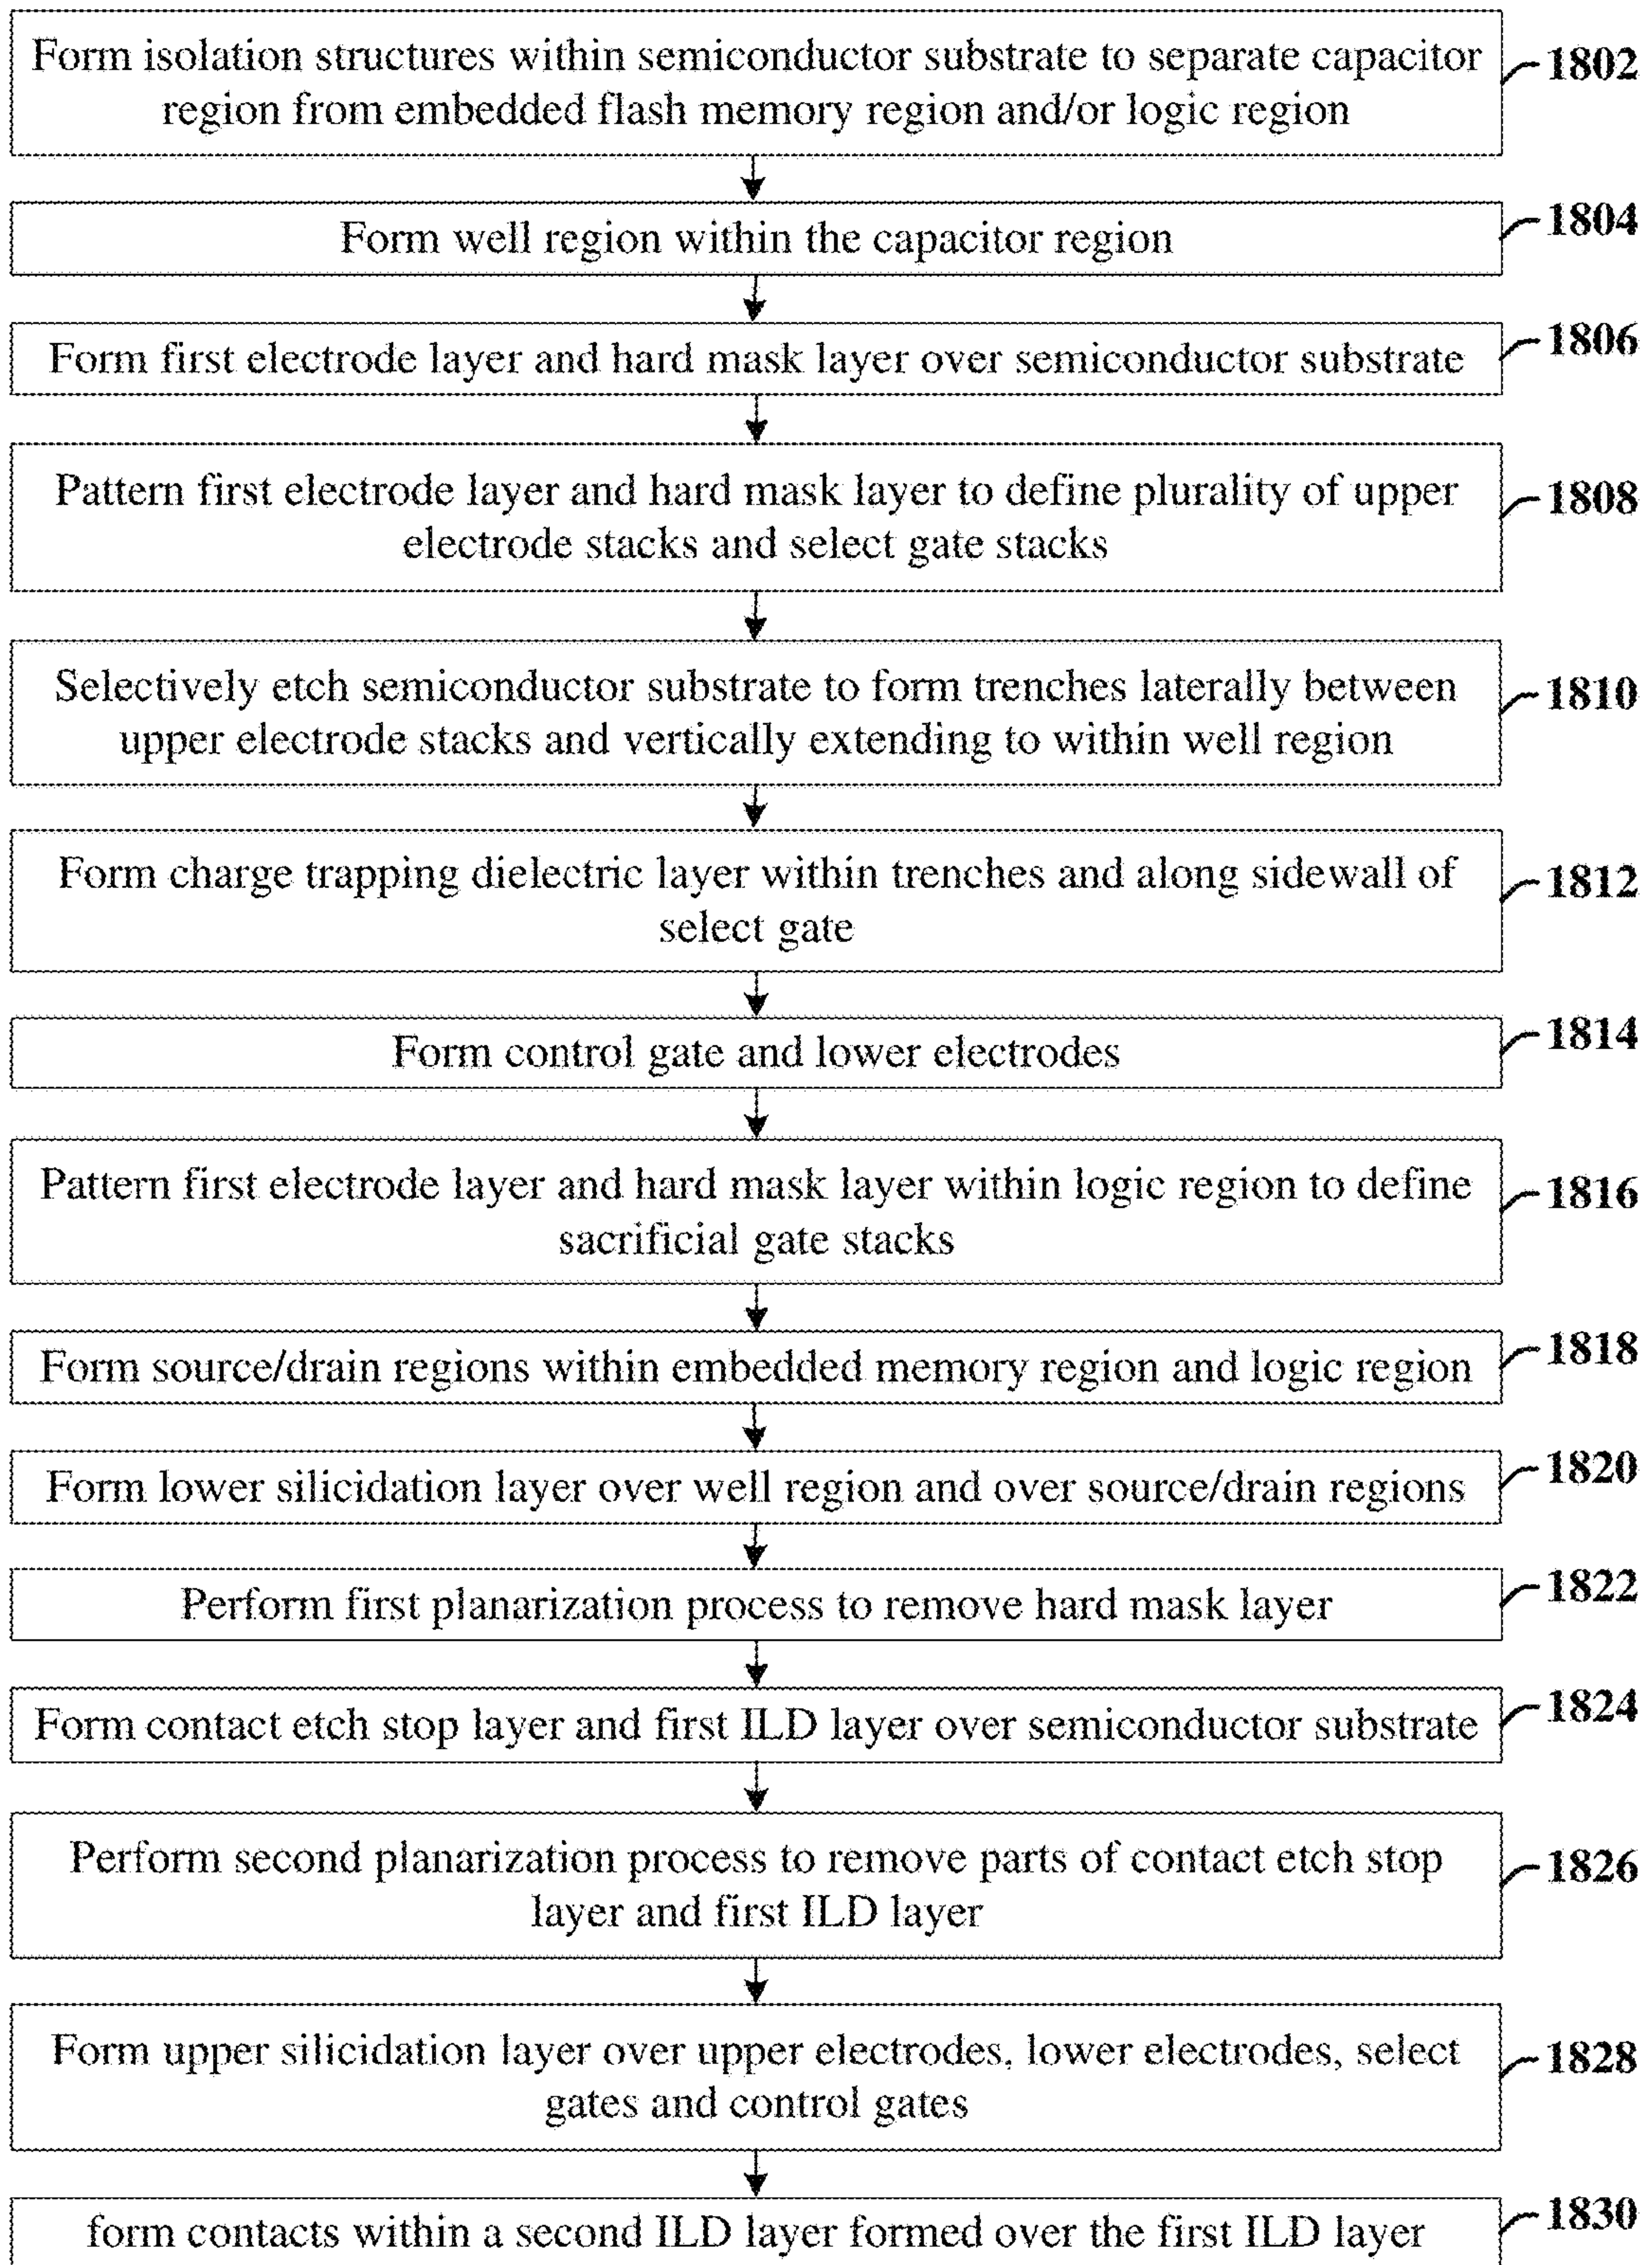 Form isolation structures within semiconductor substrate to separate capacitor
region from embedded flash memory region and/or logic region
1802
Form well region within the capacitor region
1804
Form first electrode layer and hard mask layer over semiconductor substrate
1806
Pattern first electrode layer and hard mask layer to define plurality of upper
electrode stacks and select gate stacks
1808
Selectively etch semiconductor substrate to form trenches laterally between
upper electrode stacks and vertically extending to within well region
1810
Form charge trapping dielectric layer within trenches and along sidewall of
select gate
1812
Form control gate and lower electrodes
1814
Pattern first electrode layer and hard mask layer within logic region to define
sacrificial gate stacks
1816
Form source/drain regions within embedded memory region and logic region
1818
Form lower silicidation layer over well region and over source/drain regions
1820
Perform first planarization process to remove hard mask layer
1822
Form contact etch stop layer and first ILD layer over semiconductor substrate
1824
Perform second planarization process to remove parts of contact etch stop
layer and first ILD layer
1826
Form upper silicidation layer over upper electrodes, lower electrodes, select
gates and control gates
1828
form contacts within a second ILD layer formed over the first ILD layer
1830